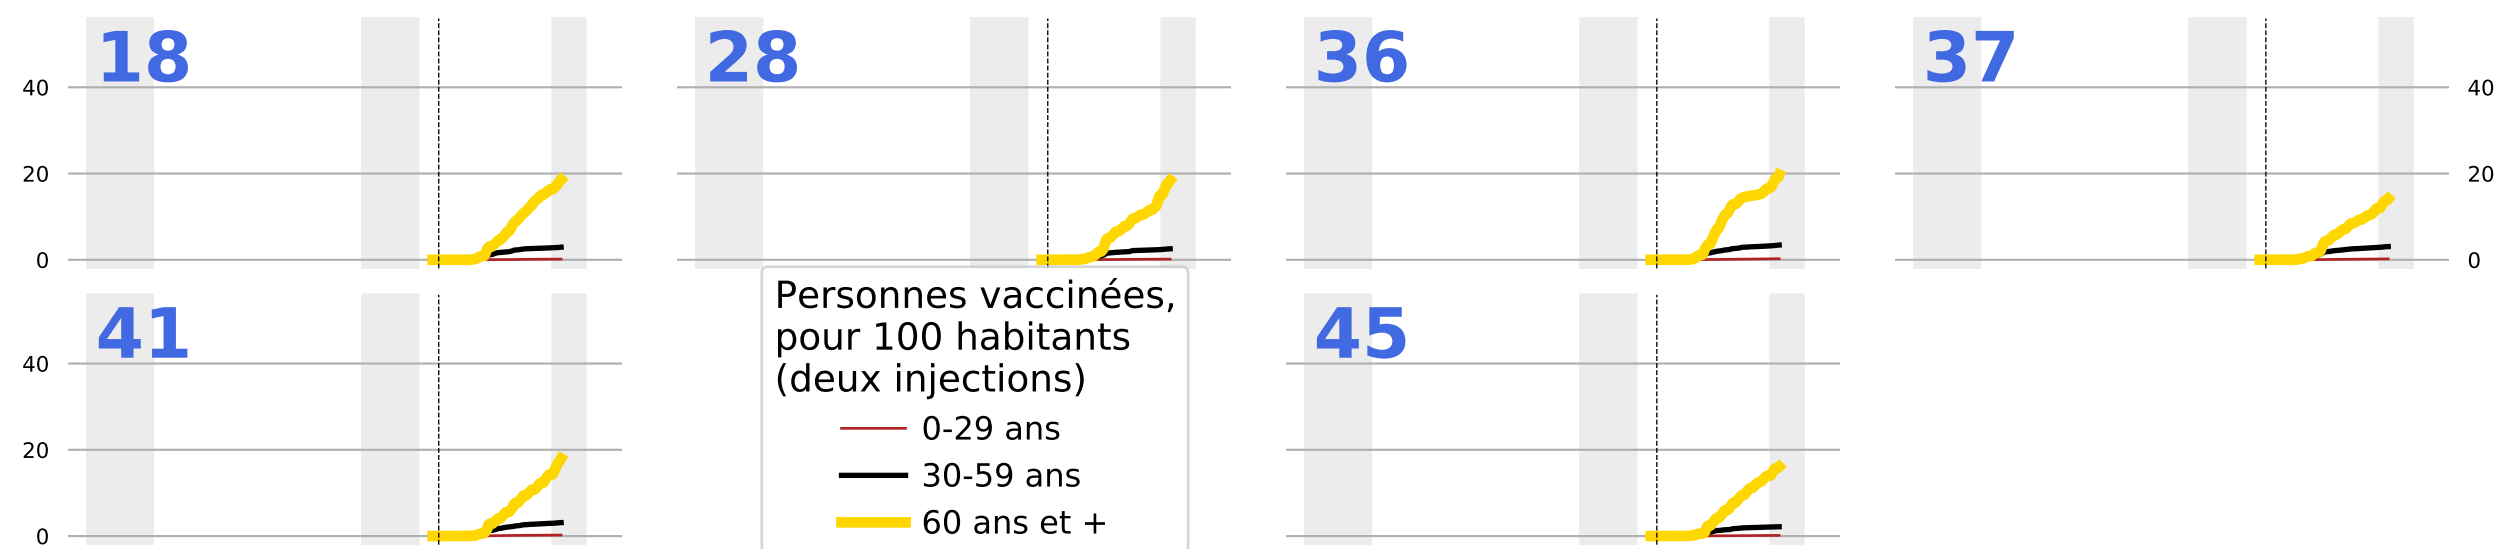 18
28
36
37
40
40
20
20
0
0
41
45
40
20
0
Personnes vaccinées,
pour 100 habitants
(deux injections)
0-29 ans
30-59 ans
60 ans et +